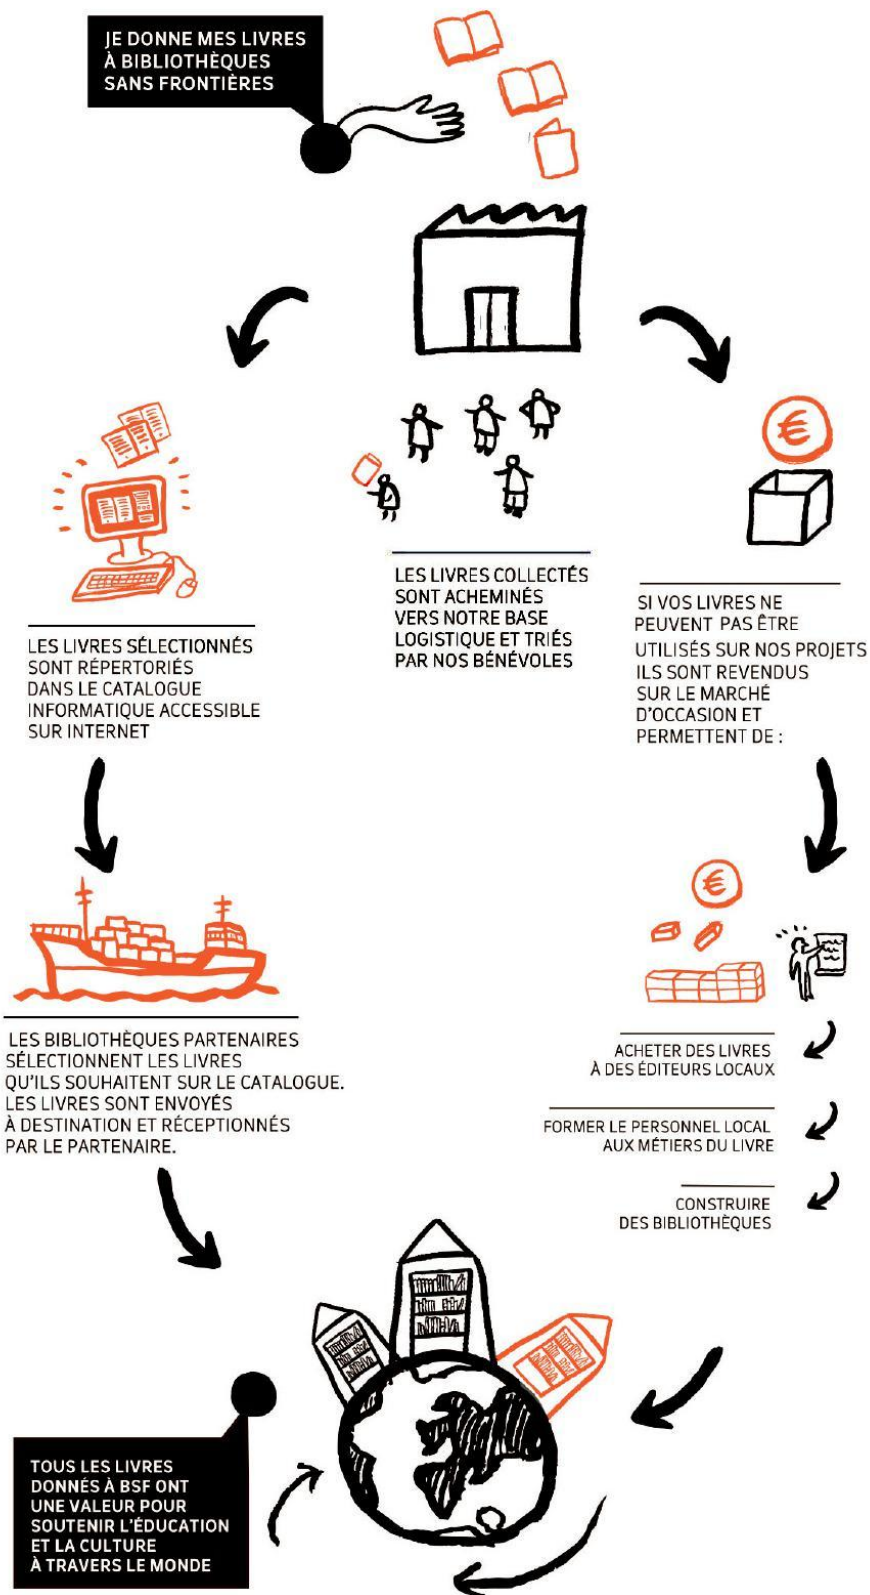 JE DONNE MES LIVRES
À BIBLIOTHÈQUES
SANS FRONTIÈRES
€
LES LIVRES COLLECTÉS
SONT ACHEMINÉS
VERS NOTRE BASE
LOGISTIQUE ET TRIÉS
PAR NOS BÉNÉVOLES
LES LIVRES SÉLECTIONNÉS
SONT RÉPERTORIÉS
DANS LE CATALOGUE
INFORMATIQUE ACCESSIBLE
SUR INTERNET
SI VOS LIVRES NE
PEUVENT PAS ÊTRE
UTILISÉS SUR NOS PROJETS
ILS SONT REVENDUS
SUR LE MARCHÉ
D'OCCASION ET
PERMETTENT DE :
€
LES BIBLIOTHÈQUES PARTENAIRES
SÉLECTIONNENT LES LIVRES
QU'ILS SOUHAITENT SUR LE CATALOGUE.
LES LIVRES SONT ENVOYÉS
À DESTINATION ET RÉCEPTIONNÉS
PAR LE PARTENAIRE.
ACHETER DES LIVRES
À DES ÉDITEURS LOCAUX
FORMER LE PERSONNEL LOCAL
AUX MÉTIERS DU LIVRE
CONSTRUIRE
DES BIBLIOTHÈQUES
TOUS LES LIVRES
DONNÉS À BSF ONT
UNE VALEUR POUR
SOUTENIR L'ÉDUCATION
ET LA CULTURE
À TRAVERS LE MONDE